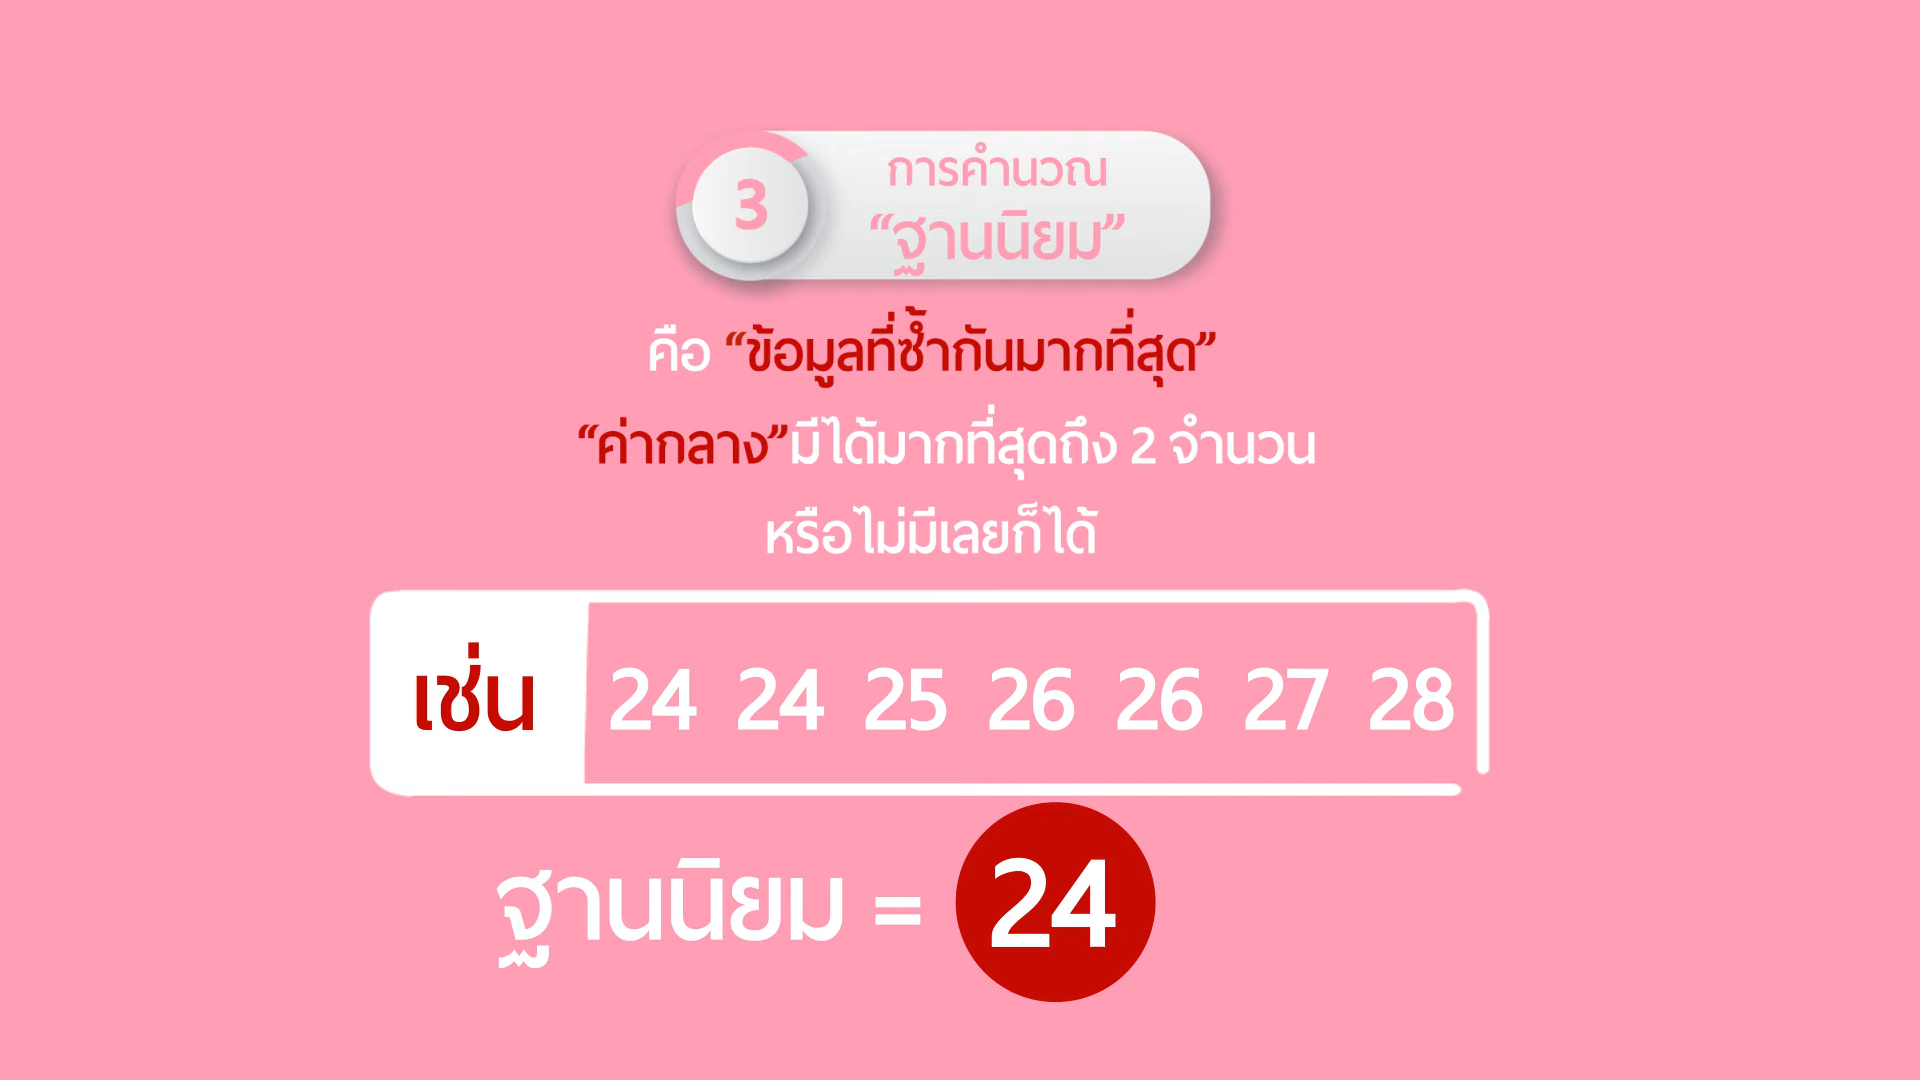 3
การคำนวณ
“ฐานนิยม”
คือ “ข้อมูลที่ซ้ำกันมากที่สุด”
“ค่ากลาง”มีได้มากที่สุดถึง 2 จำนวน
หรือไม่มีเลยก็ได้
เช่น 24 24 25 26 26 27 28
ฐานนิยม = 24